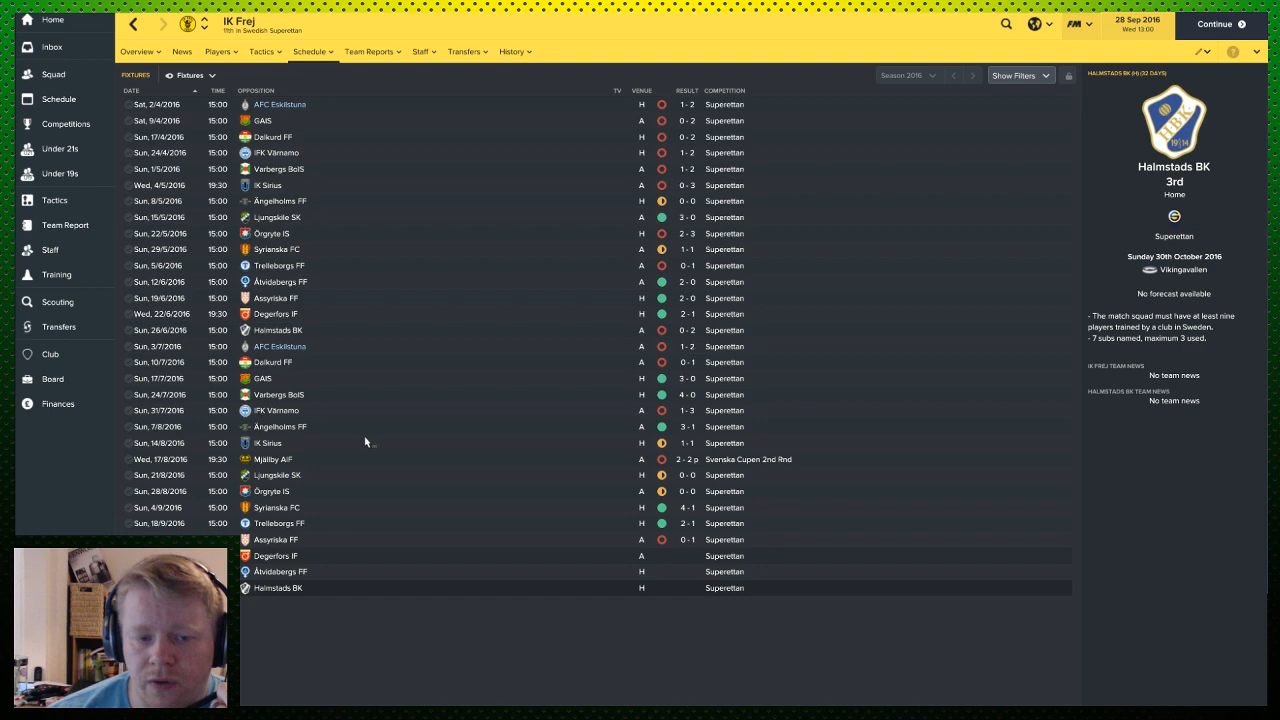 Home
Inbox
Squad
Schedule
Competitions
Under 21s
Under 19s
Tactics
Team Report
Staff
Training
Scouting
Transfers
Club
Board
Finances
IK Frej
11th in Swedish Superettan
FM
28 Sep 2016
Wed 13:00
Continue
Overview News Players Tactics Schedule Team Reports Staff Transfers History
FIXTURES Fixtures Season 2016 Show Filters
DATE TIME OPPOSITION TV VENUE RESULT COMPETITION
Sat, 2/4/2016 15:00 AFC Eskilstuna H 1 - 2 Superettan
Sat, 9/4/2016 15:00 GAIS A 0 - 2 Superettan
Sun, 17/4/2016 15:00 Dalkurd FF H 0 - 2 Superettan
Sun, 24/4/2016 15:00 IFK Värnamo H 1 - 2 Superettan
Sun, 1/5/2016 15:00 Varbergs BoIS A 1 - 2 Superettan
Wed, 4/5/2016 19:30 IK Sirius A 0 - 3 Superettan
Sun, 8/5/2016 15:00 Ängelholms FF H 0 - 0 Superettan
Sun, 15/5/2016 15:00 Ljungskile SK A 3 - 0 Superettan
Sun, 22/5/2016 15:00 Örgryte IS H 2 - 3 Superettan
Sun, 29/5/2016 15:00 Syrianska FC A 1 - 1 Superettan
Sun, 5/6/2016 15:00 Trelleborgs FF A 0 - 1 Superettan
Sun, 12/6/2016 15:00 Åtvidabergs FF A 2 - 0 Superettan
Sun, 19/6/2016 15:00 Assyriska FF H 2 - 0 Superettan
Wed, 22/6/2016 19:30 Degerfors IF H 2 - 1 Superettan
Sun, 26/6/2016 15:00 Halmstads BK A 0 - 2 Superettan
Sun, 3/7/2016 15:00 AFC Eskilstuna A 1 - 2 Superettan
Sun, 10/7/2016 15:00 Dalkurd FF A 0 - 1 Superettan
Sun, 17/7/2016 15:00 GAIS H 3 - 0 Superettan
Sun, 24/7/2016 15:00 Varbergs BoIS H 4 - 0 Superettan
Sun, 31/7/2016 15:00 IFK Värnamo A 1 - 3 Superettan
Sun, 7/8/2016 15:00 Ängelholms FF A 3 - 1 Superettan
Sun, 14/8/2016 15:00 IK Sirius H 1 - 1 Superettan
Wed, 17/8/2016 19:30 Mjällby AIF A 2 - 2 p Svenska Cupen 2nd Rnd
Sun, 21/8/2016 15:00 Ljungskile SK H 0 - 0 Superettan
Sun, 28/8/2016 15:00 Örgryte IS A 0 - 0 Superettan
Sun, 4/9/2016 15:00 Syrianska FC H 4 - 1 Superettan
Sun, 18/9/2016 15:00 Trelleborgs FF H 2 - 1 Superettan
Assyriska FF A 0 - 1 Superettan
Degerfors IF A Superettan
Åtvidabergs FF H Superettan
Halmstads BK H Superettan
HALMSTADS BK (H) (32 DAYS)
HBK
19 14
Halmstads BK
3rd
Home
Superettan
Sunday 30th October 2016
Vikingavallen
No forecast available
- The match squad must have at least nine
players trained by a club in Sweden.
- 7 subs named, maximum 3 used.
IK FREJ TEAM NEWS
No team news
HALMSTADS BK TEAM NEWS
No team news